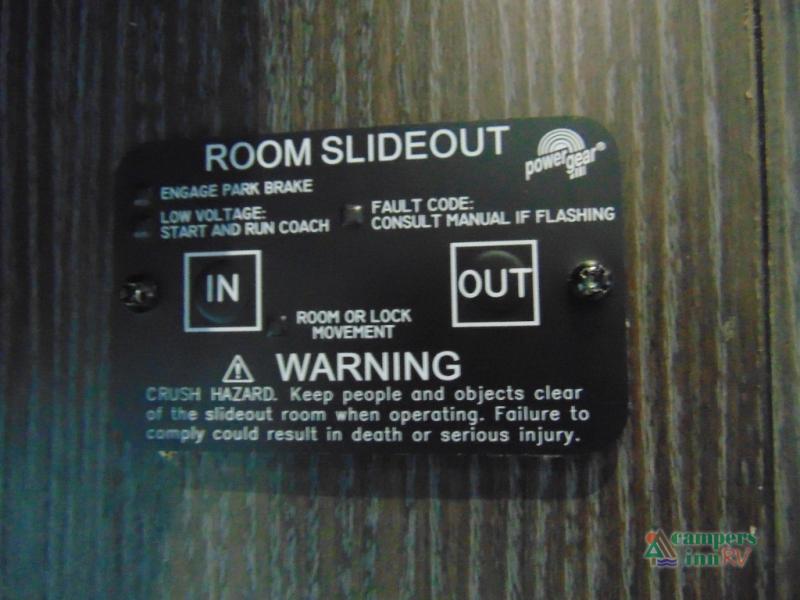 ROOM SLIDEOUT
powergear®
ENGAGE PARK BRAKE
LOW VOLTAGE:
START AND RUN COACH
FAULT CODE:
CONSULT MANUAL IF FLASHING
IN
OUT
ROOM OR LOCK
MOVEMENT
WARNING
CRUSH HAZARD. Keep people and objects clear
of the slideout room when operating. Failure to
comply could result in death or serious injury.
campers
inn RV